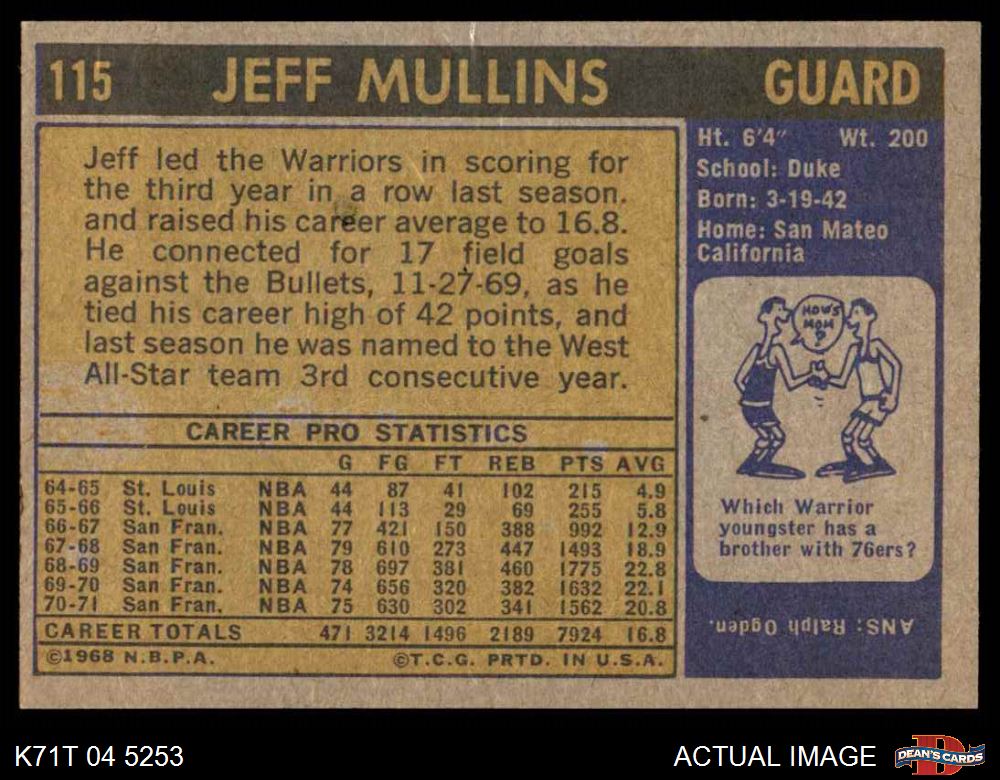 115 JEFF MULLINS GUARD
Jeff led the Warriors in scoring for
the third year in a row last season.
and raised his career average to 16.8.
He connected for 17 field goals
against the Bullets, 11-27-69, as he
tied his career high of 42 points, and
last season he was named to the West
All-Star team 3rd consecutive year.
CAREER PRO STATISTICS
G FG FT REB PTS AVG
64-65 St. Louis NBA 44 87 41 102 215 4.9
65-66 St. Louis NBA 44 113 29 69 255 5.8
66-67 San Fran. NBA 77 421 150 388 992 12.9
67-68 San Fran. NBA 79 610 273 447 1493 18.9
68-69 San Fran. NBA 78 697 381 460 1775 22.8
69-70 San Fran. NBA 74 656 320 382 1632 22.1
70-71 San Fran. NBA 75 630 302 341 1562 20.8
CAREER TOTALS 471 3214 1496 2189 7924 16.8
©1968 N.B.P.A. ©T.C.G. PRTD. IN U.S.A.
Ht. 6'4" Wt. 200
School: Duke
Born: 3-19-42
Home: San Mateo
California
HOW'S
MOM
?
Which Warrior
youngster has a
brother with 76ers?
ANS: Ralph Ogden.
K71T 04 5253
ACTUAL IMAGE
D
DEAN'S CARDS